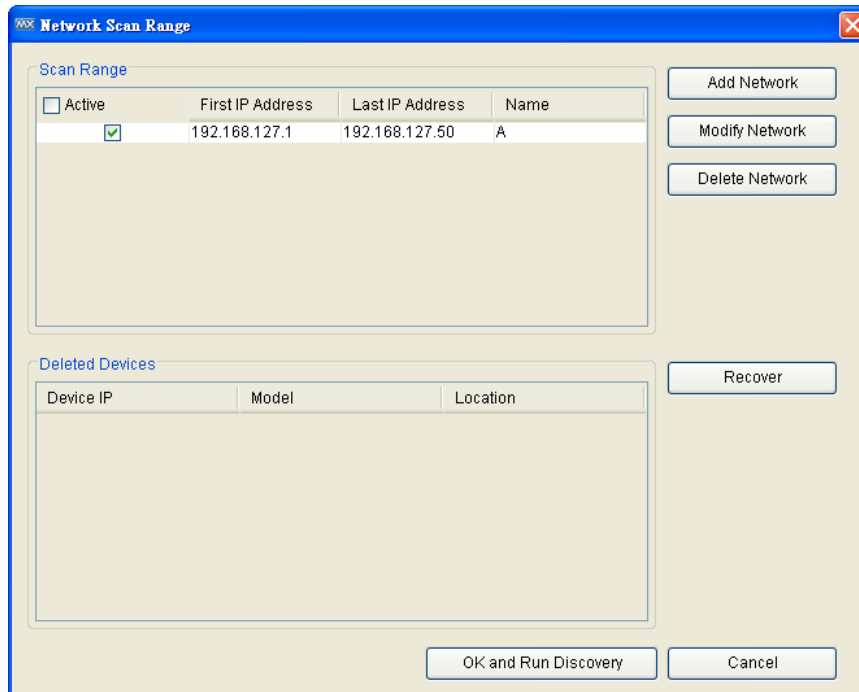 MX Network Scan Range
Scan Range
Active First IP Address Last IP Address Name
192.168.127.1 192.168.127.50 A
Add Network
Modify Network
Delete Network
Deleted Devices
Device IP Model Location
Recover
OK and Run Discovery Cancel